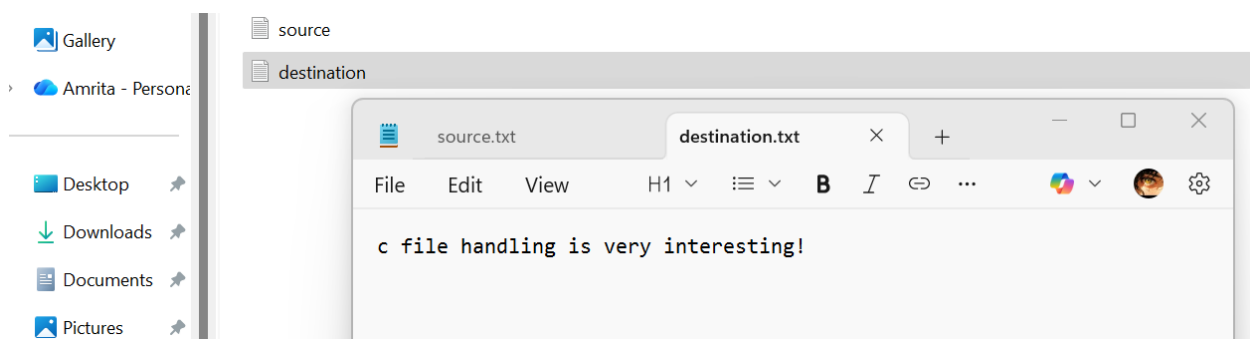 Gallery
Amrita - Persona
Desktop
Downloads
Documents
Pictures
source
destination
source.txt
destination.txt
File Edit View H1 B I
c file handling is very interesting!